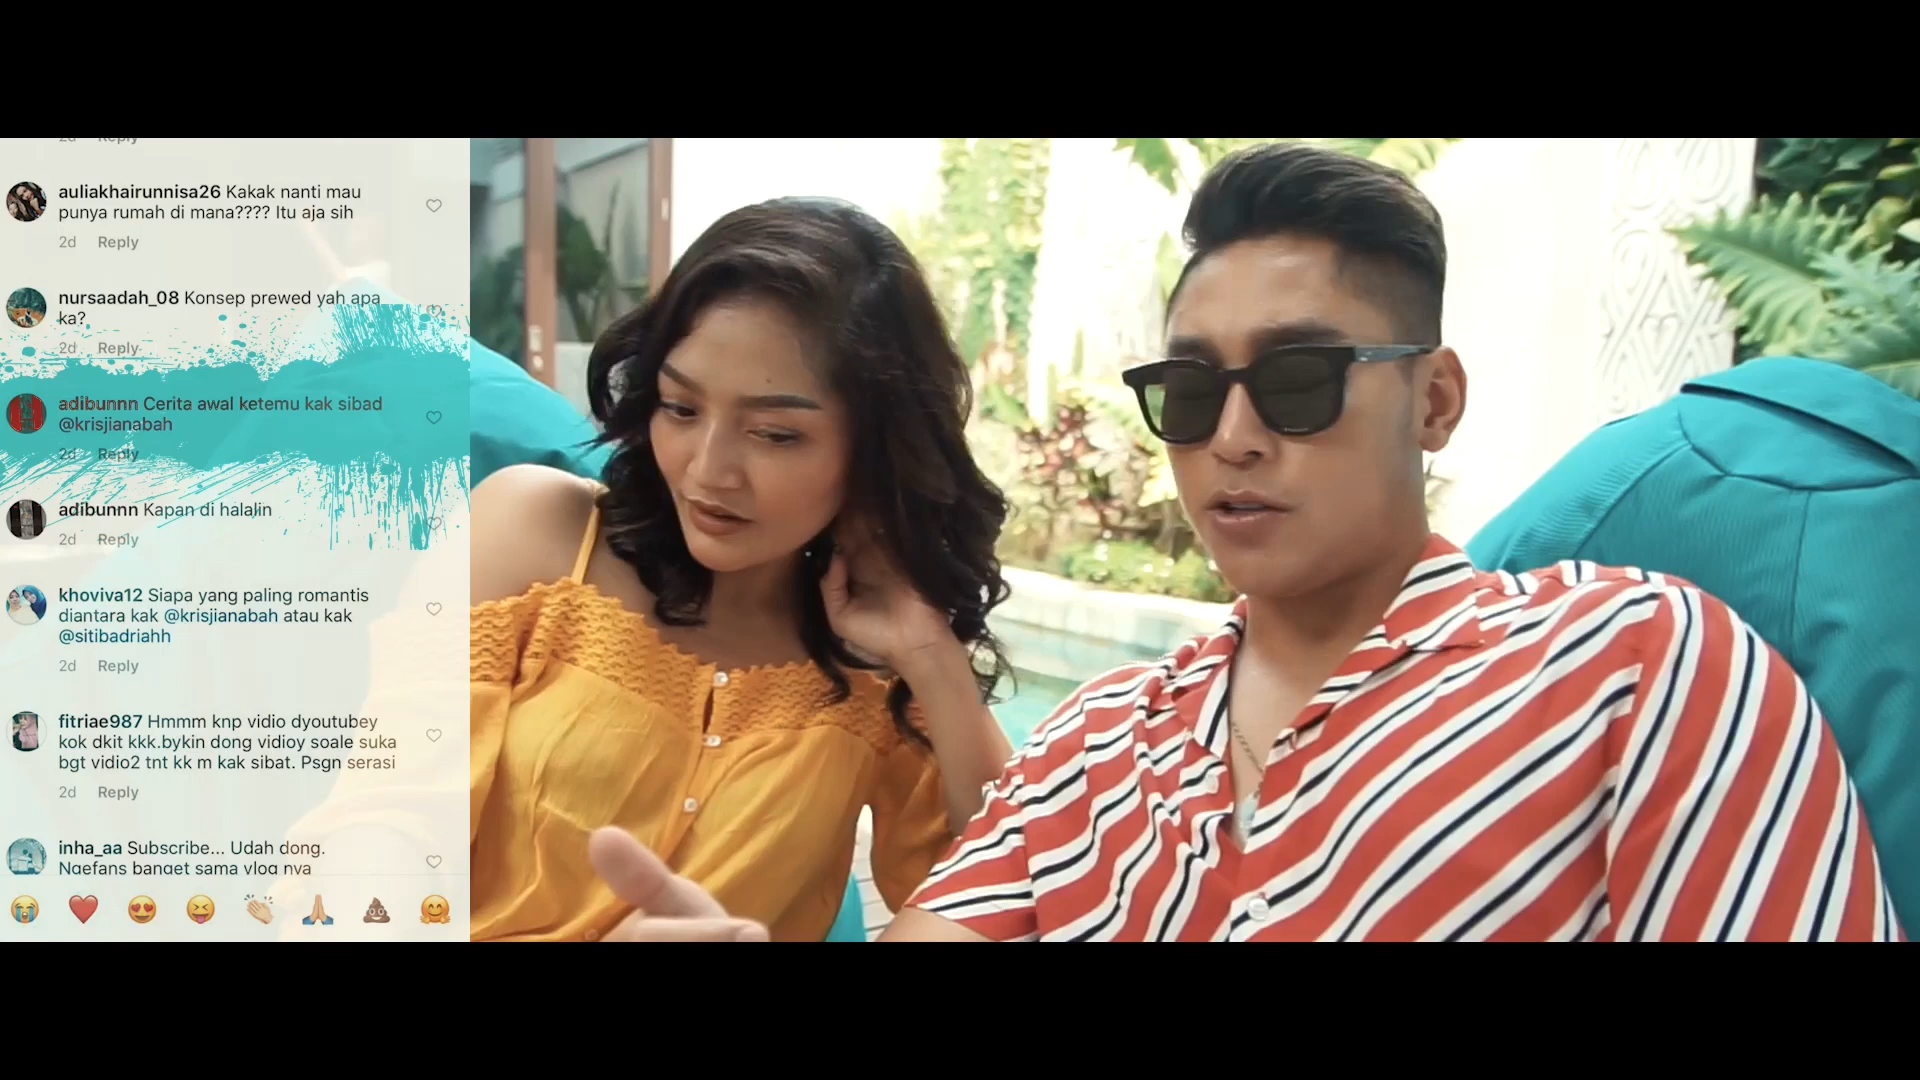 2d Reply
auliakhairunnisa26 Kakak nanti mau
punya rumah di mana???? Itu aja sih
2d Reply
nursaadah_08 Konsep prewed yah apa
ka?
2d Reply
adibunnn Cerita awal ketemu kak sibad
@krisjianabah
2d Reply
adibunnn Kapan di halalin
2d Reply
khoviva12 Siapa yang paling romantis
diantara kak @krisjianabah atau kak
@sitibadriahh
2d Reply
fitriae987 Hmmm knp vidio dyoutubey
kok dkit kkk.bykin dong vidioy soale suka
bgt vidio2 tnt kk m kak sibat. Psgn serasi
2d Reply
inha_aa Subscribe... Udah dong.
Ngefans banget sama vlog nya